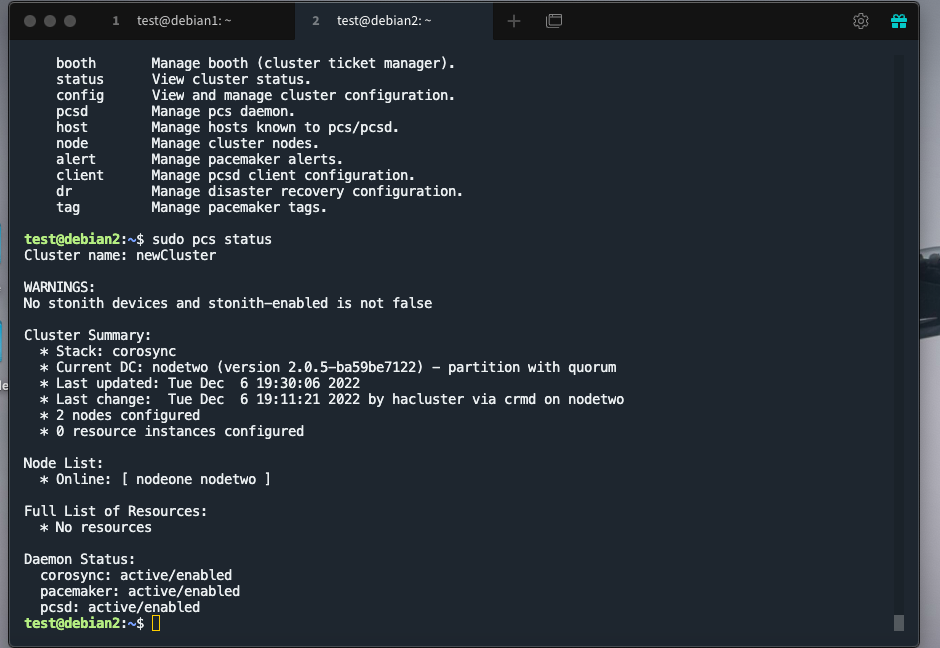 1 test@debian1: ~ 2 test@debian2: ~
booth Manage booth (cluster ticket manager).
status View cluster status.
config View and manage cluster configuration.
pcsd Manage pcs daemon.
host Manage hosts known to pcs/pcsd.
node Manage cluster nodes.
alert Manage pacemaker alerts.
client Manage pcsd client configuration.
dr Manage disaster recovery configuration.
tag Manage pacemaker tags.
test@debian2:~$ sudo pcs status
Cluster name: newCluster
WARNINGS:
No stonith devices and stonith-enabled is not false
Cluster Summary:
* Stack: corosync
* Current DC: nodetwo (version 2.0.5-ba59be7122) - partition with quorum
* Last updated: Tue Dec  6 19:30:06 2022
* Last change:  Tue Dec  6 19:11:21 2022 by hacluster via crmd on nodetwo
* 2 nodes configured
* 0 resource instances configured
Node List:
* Online: [ nodeone nodetwo ]
Full List of Resources:
* No resources
Daemon Status:
corosync: active/enabled
pacemaker: active/enabled
pcsd: active/enabled
test@debian2:~$